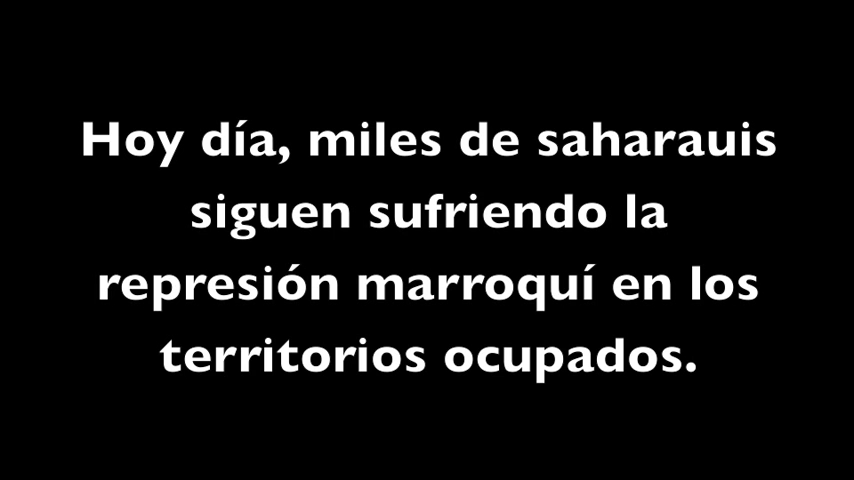 Hoy día, miles de saharauis
siguen sufriendo la
represión marroquí en los
territorios ocupados.